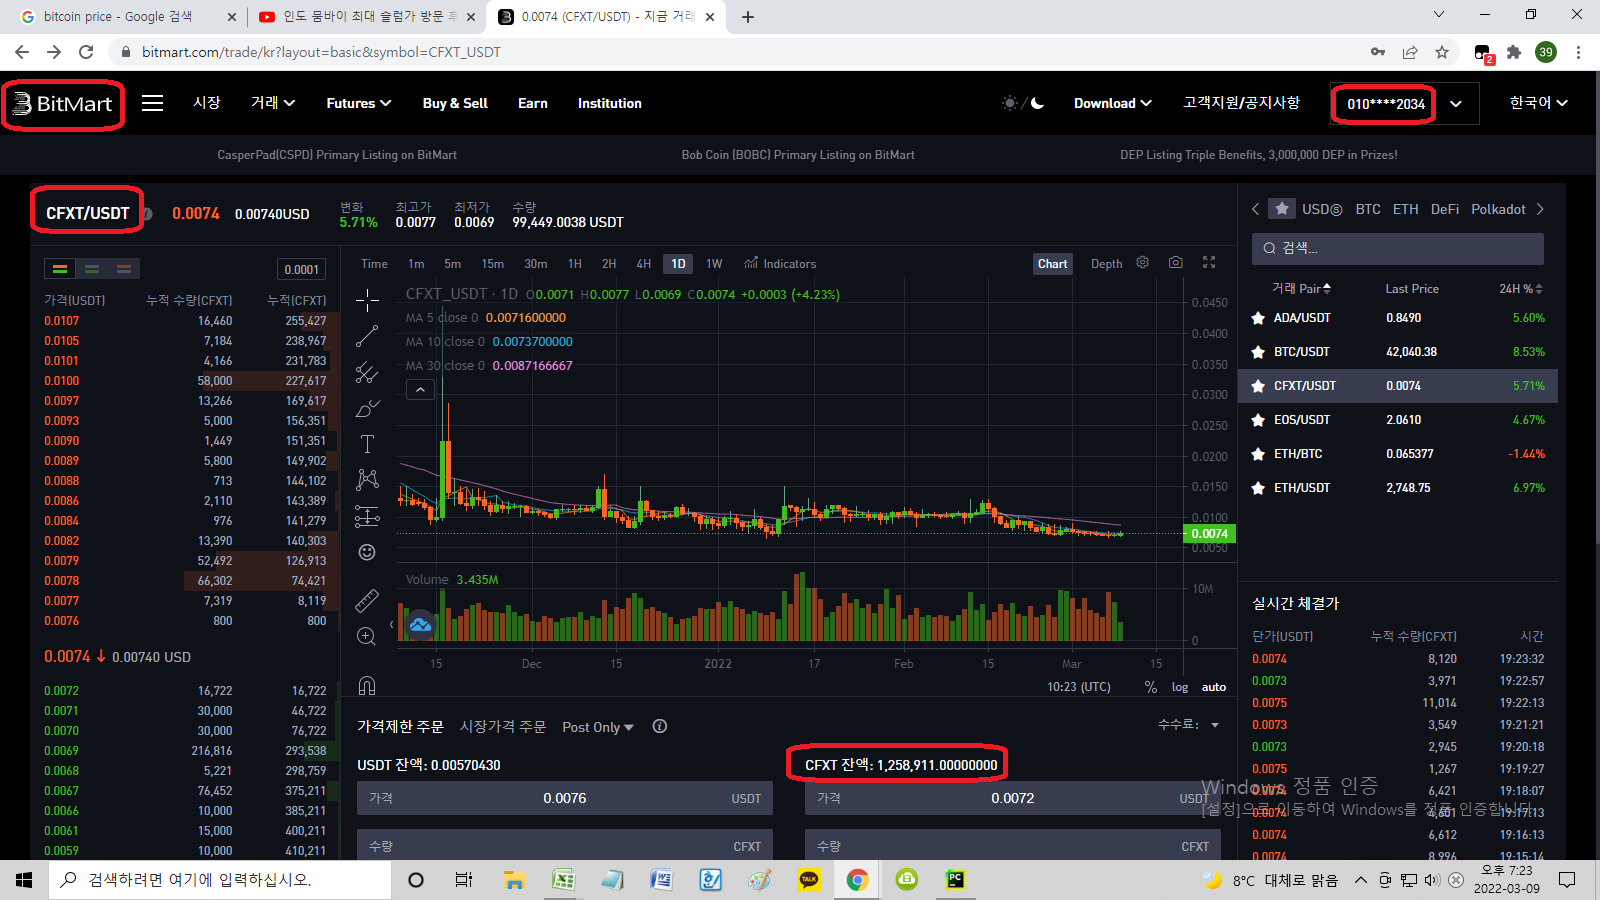 bitcoin price - Google 검색
인도 뭄바이 최대 슬럼가 방문 후
0.0074 (CFXT/USDT) - 지금 거래
bitmart.com/trade/kr?layout=basic&symbol=CFXT_USDT
2
39
BitMart
시장
거래
Futures
Buy & Sell
Earn
Institution
Download
고객지원/공지사항
010****2034
한국어
CasperPad(CSPD) Primary Listing on BitMart
Bob Coin (BOBC) Primary Listing on BitMart
DEP Listing Triple Benefits, 3,000,000 DEP in Prizes!
CFXT/USDT
0.0074
0.00740USD
변화
5.71%
최고가
0.0077
최저가
0.0069
수량
99,449.0038 USDT
0.0001
가격(USDT) 누적 수량(CFXT) 누적(CFXT)
0.0107 16,460 255,427
0.0105 7,184 238,967
0.0101 4,166 231,783
0.0100 58,000 227,617
0.0097 13,266 169,617
0.0093 5,000 156,351
0.0090 1,449 151,351
0.0089 5,800 149,902
0.0088 713 144,102
0.0086 2,110 143,389
0.0084 976 141,279
0.0082 13,390 140,303
0.0079 52,492 126,913
0.0078 66,302 74,421
0.0077 7,319 8,119
0.0076 800 800
0.0074 ↓ 0.00740 USD
0.0072 16,722 16,722
0.0071 30,000 46,722
0.0070 30,000 76,722
0.0069 216,816 293,538
0.0068 5,221 298,759
0.0067 76,452 375,211
0.0066 10,000 385,211
0.0061 15,000 400,211
0.0059 10,000 410,211
Time 1m 5m 15m 30m 1H 2H 4H 1D 1W Indicators
Chart Depth
CFXT_USDT · 1D O0.0071 H0.0077 L0.0069 C0.0074 +0.0003 (+4.23%)
MA 5 close 0 0.0071600000
MA 10 close 0 0.0073700000
MA 30 close 0 0.0087166667
0.0450
0.0400
0.0350
0.0300
0.0250
0.0200
0.0150
0.0100
0.0074
0.0050
Volume 3.435M
10M
0
15 Dec 15 2022 17 Feb 15 Mar 15
10:23 (UTC) % log auto
가격제한 주문 시장가격 주문 Post Only
수수료:
USDT 잔액: 0.00570430
CFXT 잔액: 1,258,911.00000000
가격 0.0076 USDT
가격 0.0072 USDT
수량 CFXT
수량 CFXT
USDⓈ BTC ETH DeFi Polkadot
검색...
거래 Pair Last Price 24H %
ADA/USDT 0.8490 5.60%
BTC/USDT 42,040.38 8.53%
CFXT/USDT 0.0074 5.71%
EOS/USDT 2.0610 4.67%
ETH/BTC 0.065377 -1.44%
ETH/USDT 2,748.75 6.97%
실시간 체결가
단가(USDT) 누적 수량(CFXT) 시간
0.0074 8,120 19:23:32
0.0073 3,971 19:22:57
0.0075 11,014 19:22:13
0.0073 3,549 19:21:21
0.0073 2,945 19:20:18
0.0075 1,267 19:19:27
0.0074 6,421 19:18:07
0.0074 4,601 19:17:13
0.0074 6,612 19:16:13
0.0074 8,996 19:15:14
Windows 정품 인증
[설정]으로 이동하여 Windows를 정품 인증합니다.
검색하려면 여기에 입력하십시오.
TALK
PC
8°C 대체로 맑음
오후 7:23
2022-03-09